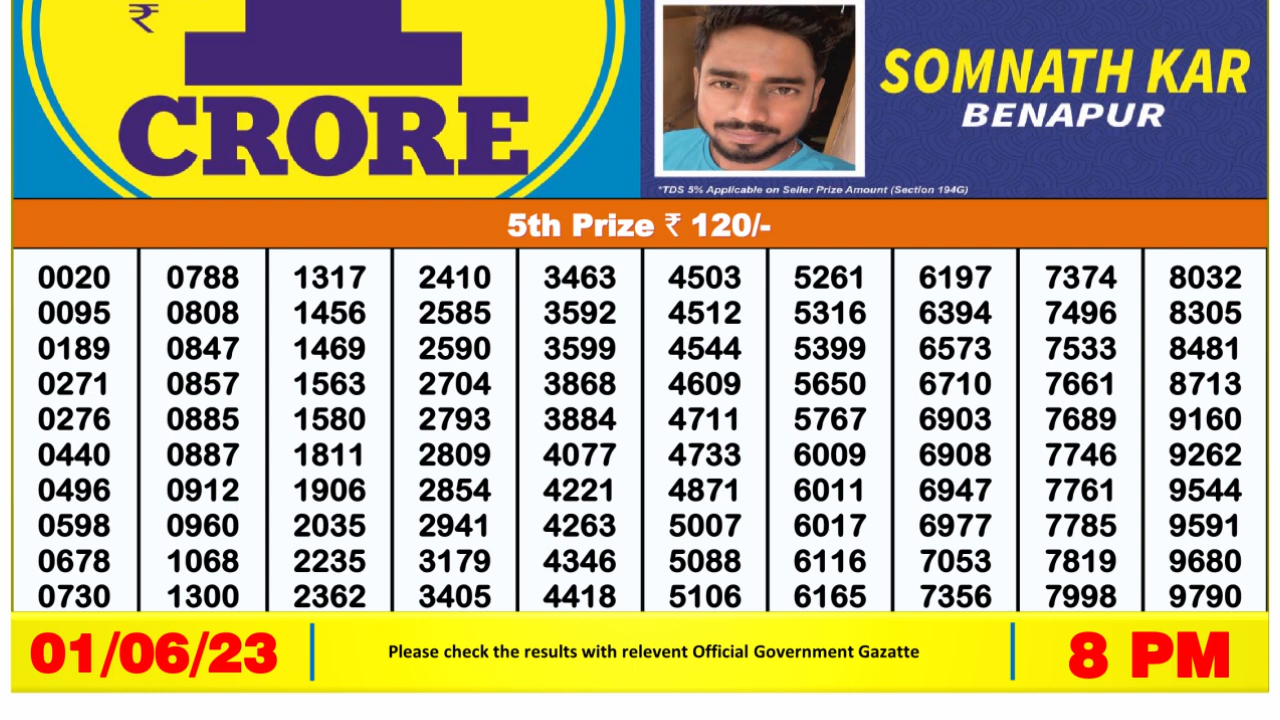 ₹
1
CRORE
SOMNATH KAR
BENAPUR
*TDS 5% Applicable on Seller Prize Amount (Section 194G)
5th Prize ₹ 120/-
0020 0788 1317 2410 3463 4503 5261 6197 7374 8032
0095 0808 1456 2585 3592 4512 5316 6394 7496 8305
0189 0847 1469 2590 3599 4544 5399 6573 7533 8481
0271 0857 1563 2704 3868 4609 5650 6710 7661 8713
0276 0885 1580 2793 3884 4711 5767 6903 7689 9160
0440 0887 1811 2809 4077 4733 6009 6908 7746 9262
0496 0912 1906 2854 4221 4871 6011 6947 7761 9544
0598 0960 2035 2941 4263 5007 6017 6977 7785 9591
0678 1068 2235 3179 4346 5088 6116 7053 7819 9680
0730 1300 2362 3405 4418 5106 6165 7356 7998 9790
01/06/23
Please check the results with relevent Official Government Gazatte
8 PM